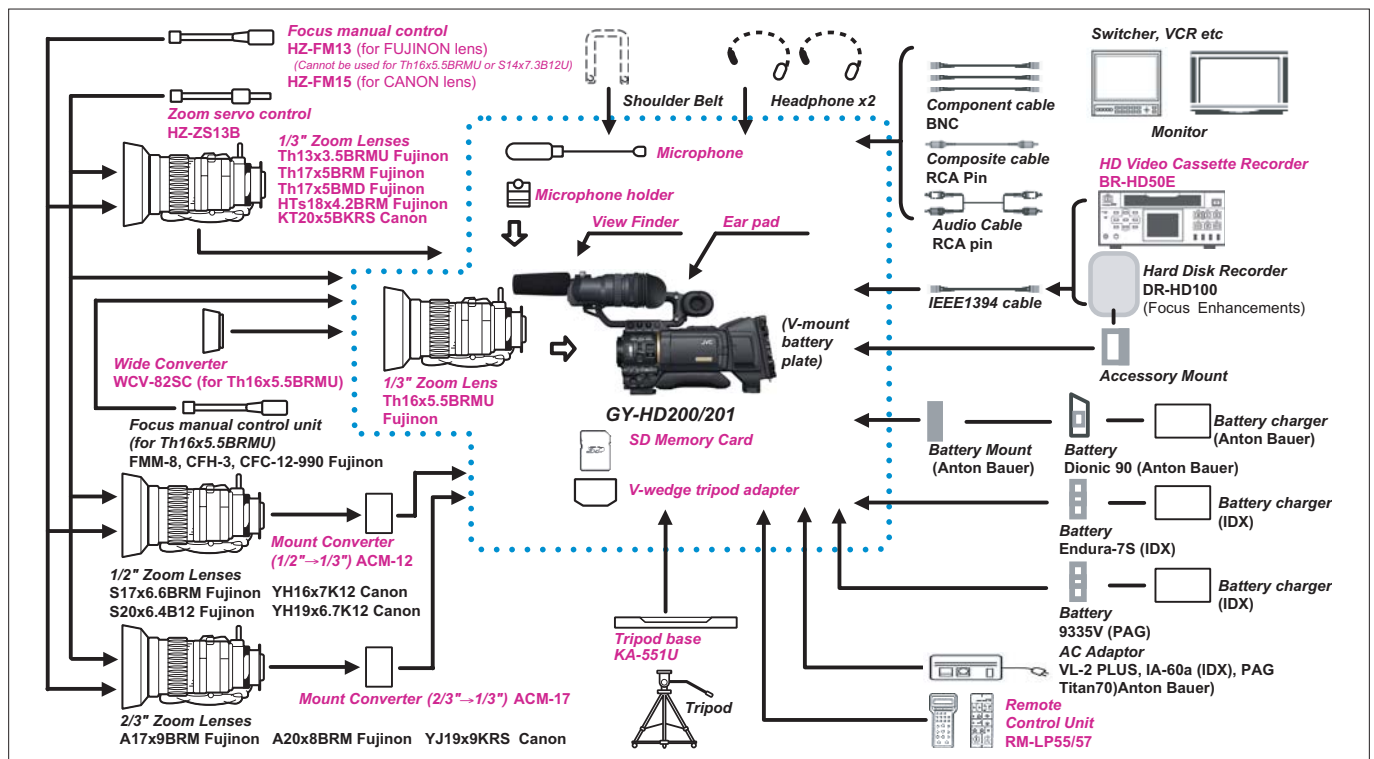 Focus manual control
HZ-FM13 (for FUJINON lens)
(Cannot be used for Th16x5.5BRMU or S14x7.3B12U)
HZ-FM15 (for CANON lens)
Zoom servo control
HZ-ZS13B
1/3" Zoom Lenses
Th13x3.5BRMU Fujinon
Th17x5BRM Fujinon
Th17x5BMD Fujinon
HTs18x4.2BRM Fujinon
KT20x5BKRS Canon
Wide Converter
WCV-82SC (for Th16x5.5BRMU)
Focus manual control unit
(for Th16x5.5BRMU)
FMM-8, CFH-3, CFC-12-990 Fujinon
Mount Converter
(1/2"→1/3") ACM-12
1/2" Zoom Lenses
S17x6.6BRM Fujinon YH16x7K12 Canon
S20x6.4B12 Fujinon YH19x6.7K12 Canon
Mount Converter (2/3"→1/3") ACM-17
2/3" Zoom Lenses
A17x9BRM Fujinon A20x8BRM Fujinon YJ19x9KRS Canon
Shoulder Belt
Headphone x2
Microphone
Microphone holder
View Finder
Ear pad
1/3" Zoom Lens
Th16x5.5BRMU
Fujinon
JVC
(V-mount
battery
plate)
GY-HD200/201
SD Memory Card
SD
V-wedge tripod adapter
Tripod base
KA-551U
Tripod
Component cable
BNC
Composite cable
RCA Pin
Audio Cable
RCA pin
IEEE1394 cable
Switcher, VCR etc
Monitor
HD Video Cassette Recorder
BR-HD50E
Hard Disk Recorder
DR-HD100
(Focus Enhancements)
Accessory Mount
Battery Mount
(Anton Bauer)
Battery
Dionic 90 (Anton Bauer)
Battery charger
(Anton Bauer)
Battery
Endura-7S (IDX)
Battery charger
(IDX)
Battery
9335V (PAG)
Battery charger
(IDX)
AC Adaptor
VL-2 PLUS, IA-60a (IDX), PAG
Titan70)Anton Bauer)
Remote
Control Unit
RM-LP55/57